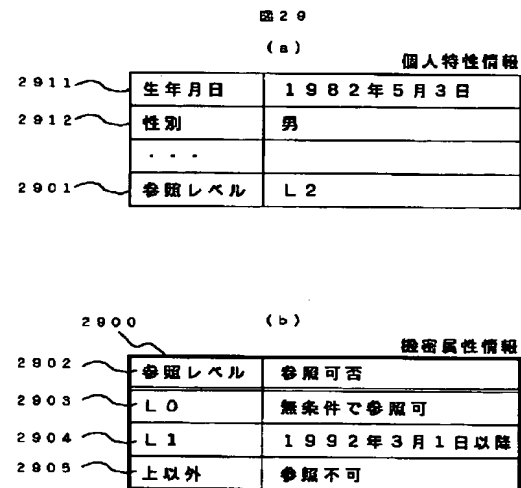 図29
(a)
個人特性情報
2911 生年月日 1982年5月3日
2912 性別 男
・・・
2901 参照レベル L2
2900 (b)
機密属性情報
2902 参照レベル 参照可否
2903 L0 無条件で参照可
2904 L1 1992年3月1日以降
2905 上以外 参照不可